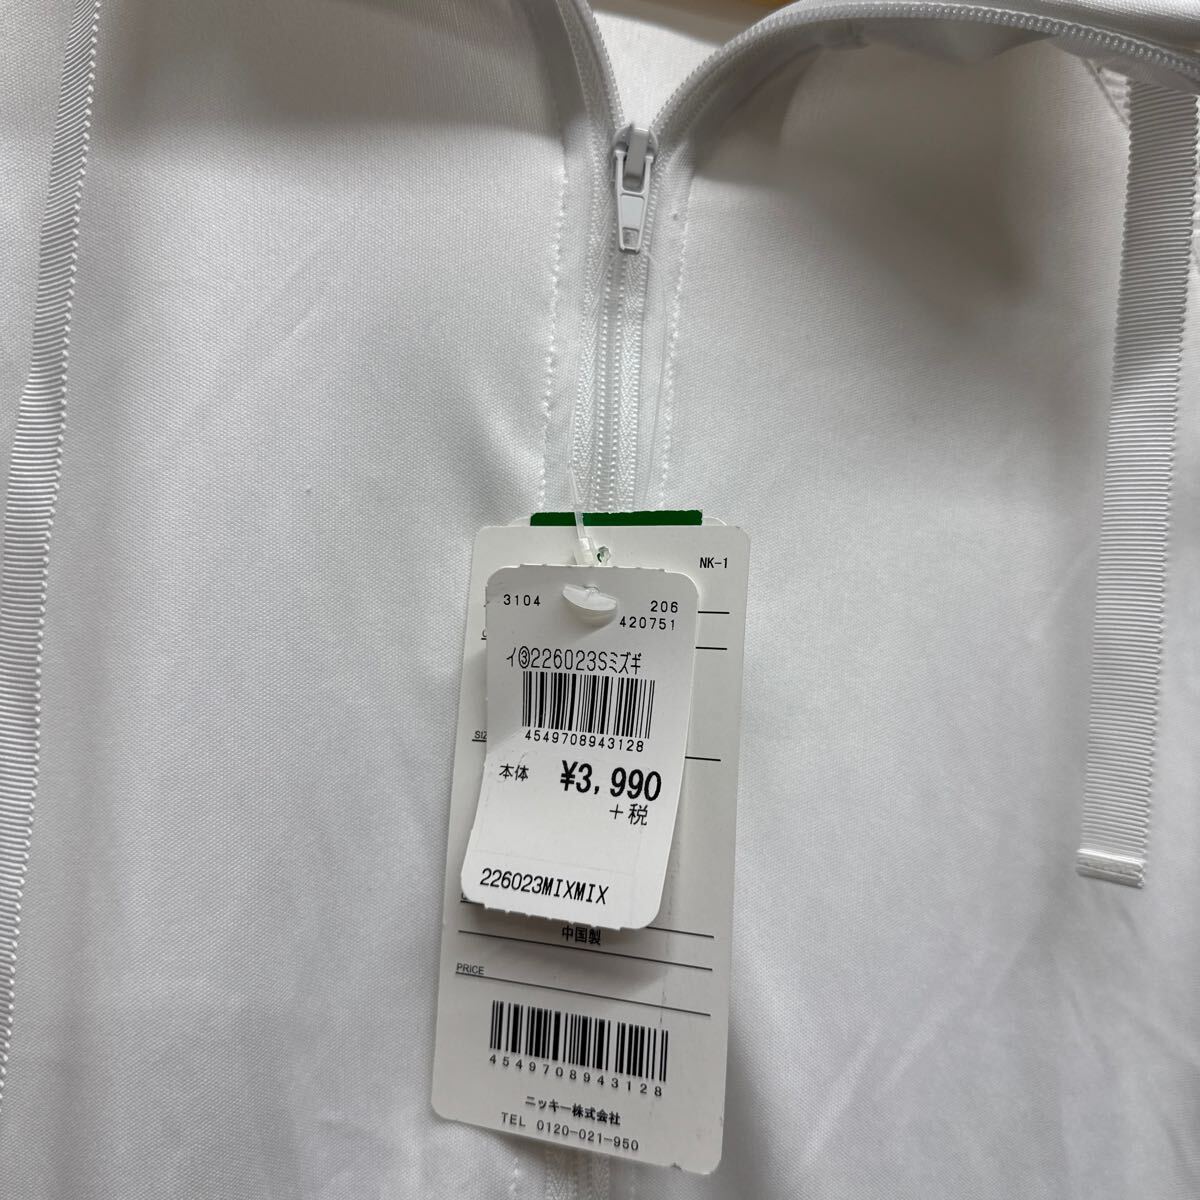 NK-1
3104 206
420751
イ③226023Sミズギ
4549708943128
本体 ¥3,990
+税
226023MIXMIX
中国製
PRICE
4549708943128
ニッキー株式会社
TEL 0120-021-950